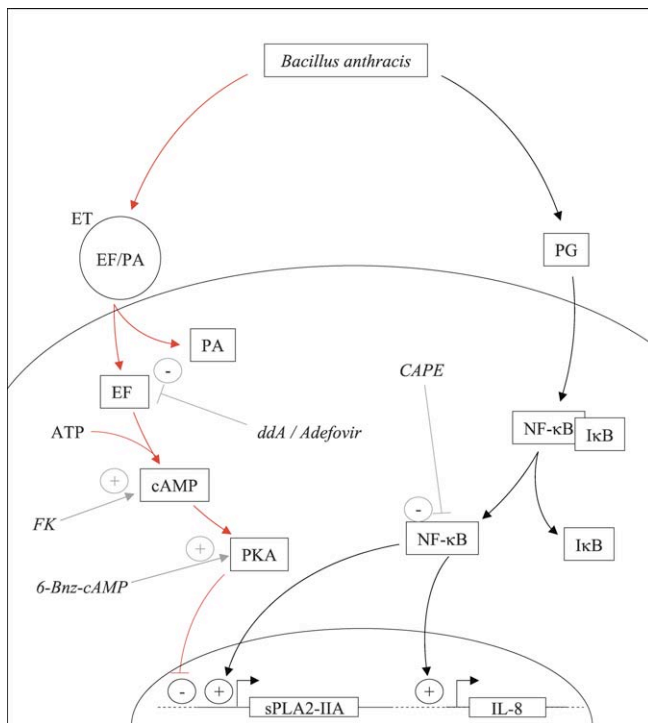 Bacillus anthracis
ET
EF/PA
PG
PA
-
EF
CAPE
ddA / Adefovir
NF-κB
IκB
ATP
+
cAMP
FK
-
NF-κB
IκB
+
PKA
6-Bnz-cAMP
-
+
+
sPLA2-IIA
IL-8